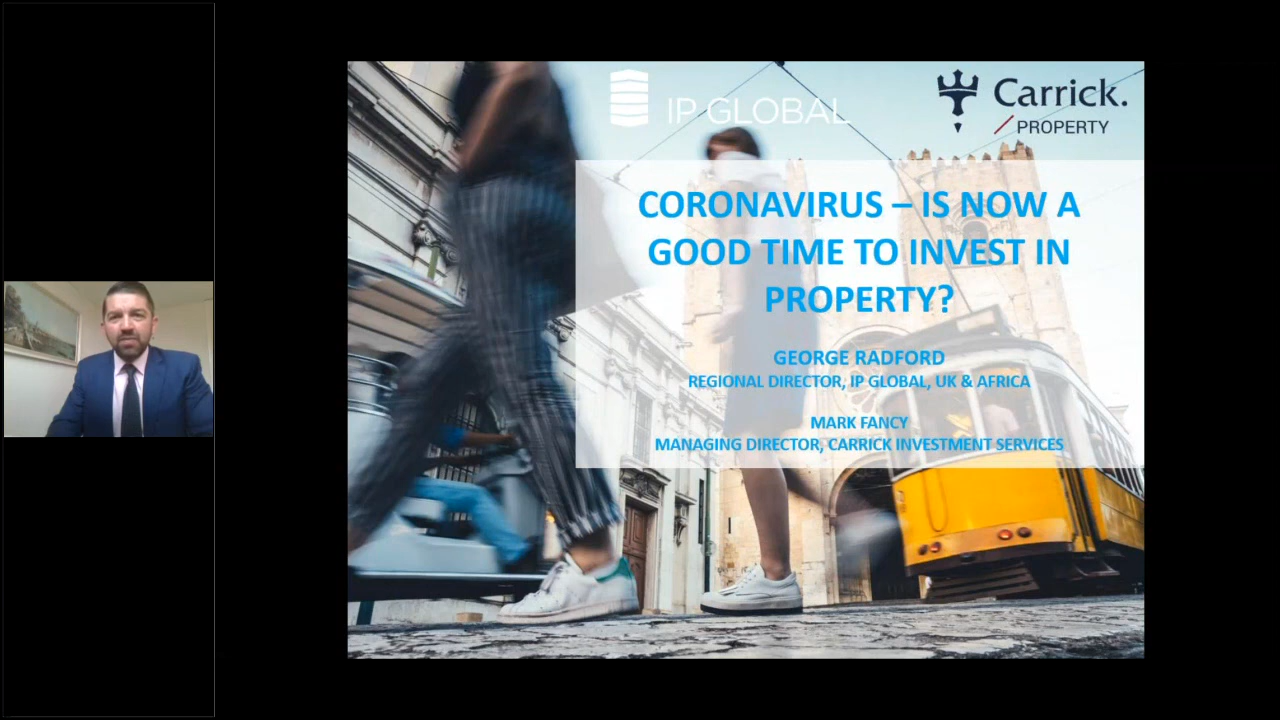 IP GLOBAL
Carrick.
PROPERTY
CORONAVIRUS – IS NOW A
GOOD TIME TO INVEST IN
PROPERTY?
GEORGE RADFORD
REGIONAL DIRECTOR, IP GLOBAL, UK & AFRICA
MARK FANCY
MANAGING DIRECTOR, CARRICK INVESTMENT SERVICES